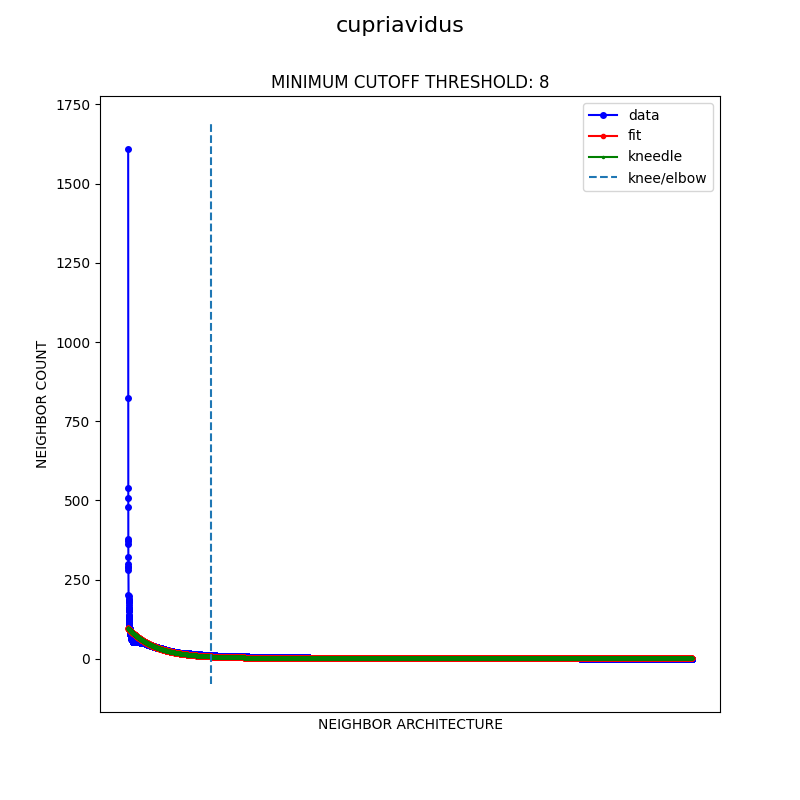 cupriavidus
MINIMUM CUTOFF THRESHOLD: 8
1750
1500
1250
1000
750
500
250
0
NEIGHBOR COUNT
data
fit
kneedle
knee/elbow
NEIGHBOR ARCHITECTURE